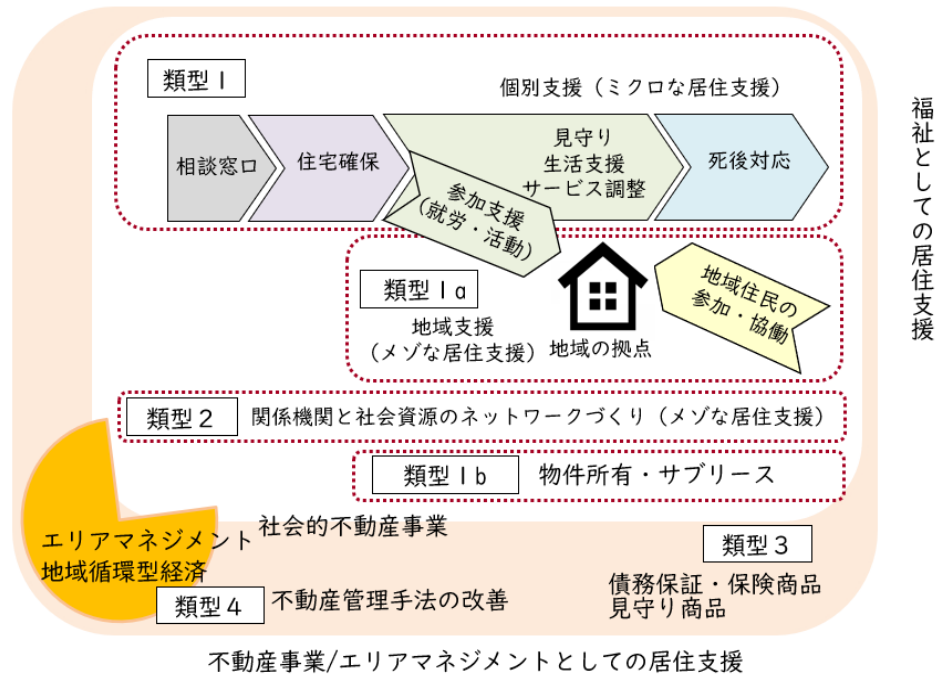 類型1
個別支援（ミクロな居住支援）
相談窓口
住宅確保
見守り
生活支援
サービス調整
死後対応
参加支援
（就労・活動）
類型1a
地域支援
（メゾな居住支援）
地域の拠点
地域住民の
参加・協働
類型2
関係機関と社会資源のネットワークづくり（メゾな居住支援）
類型1b
物件所有・サブリース
福祉としての居住支援
エリアマネジメント
地域循環型経済
社会的不動産事業
類型3
債務保証・保険商品
見守り商品
類型4
不動産管理手法の改善
不動産事業/エリアマネジメントとしての居住支援